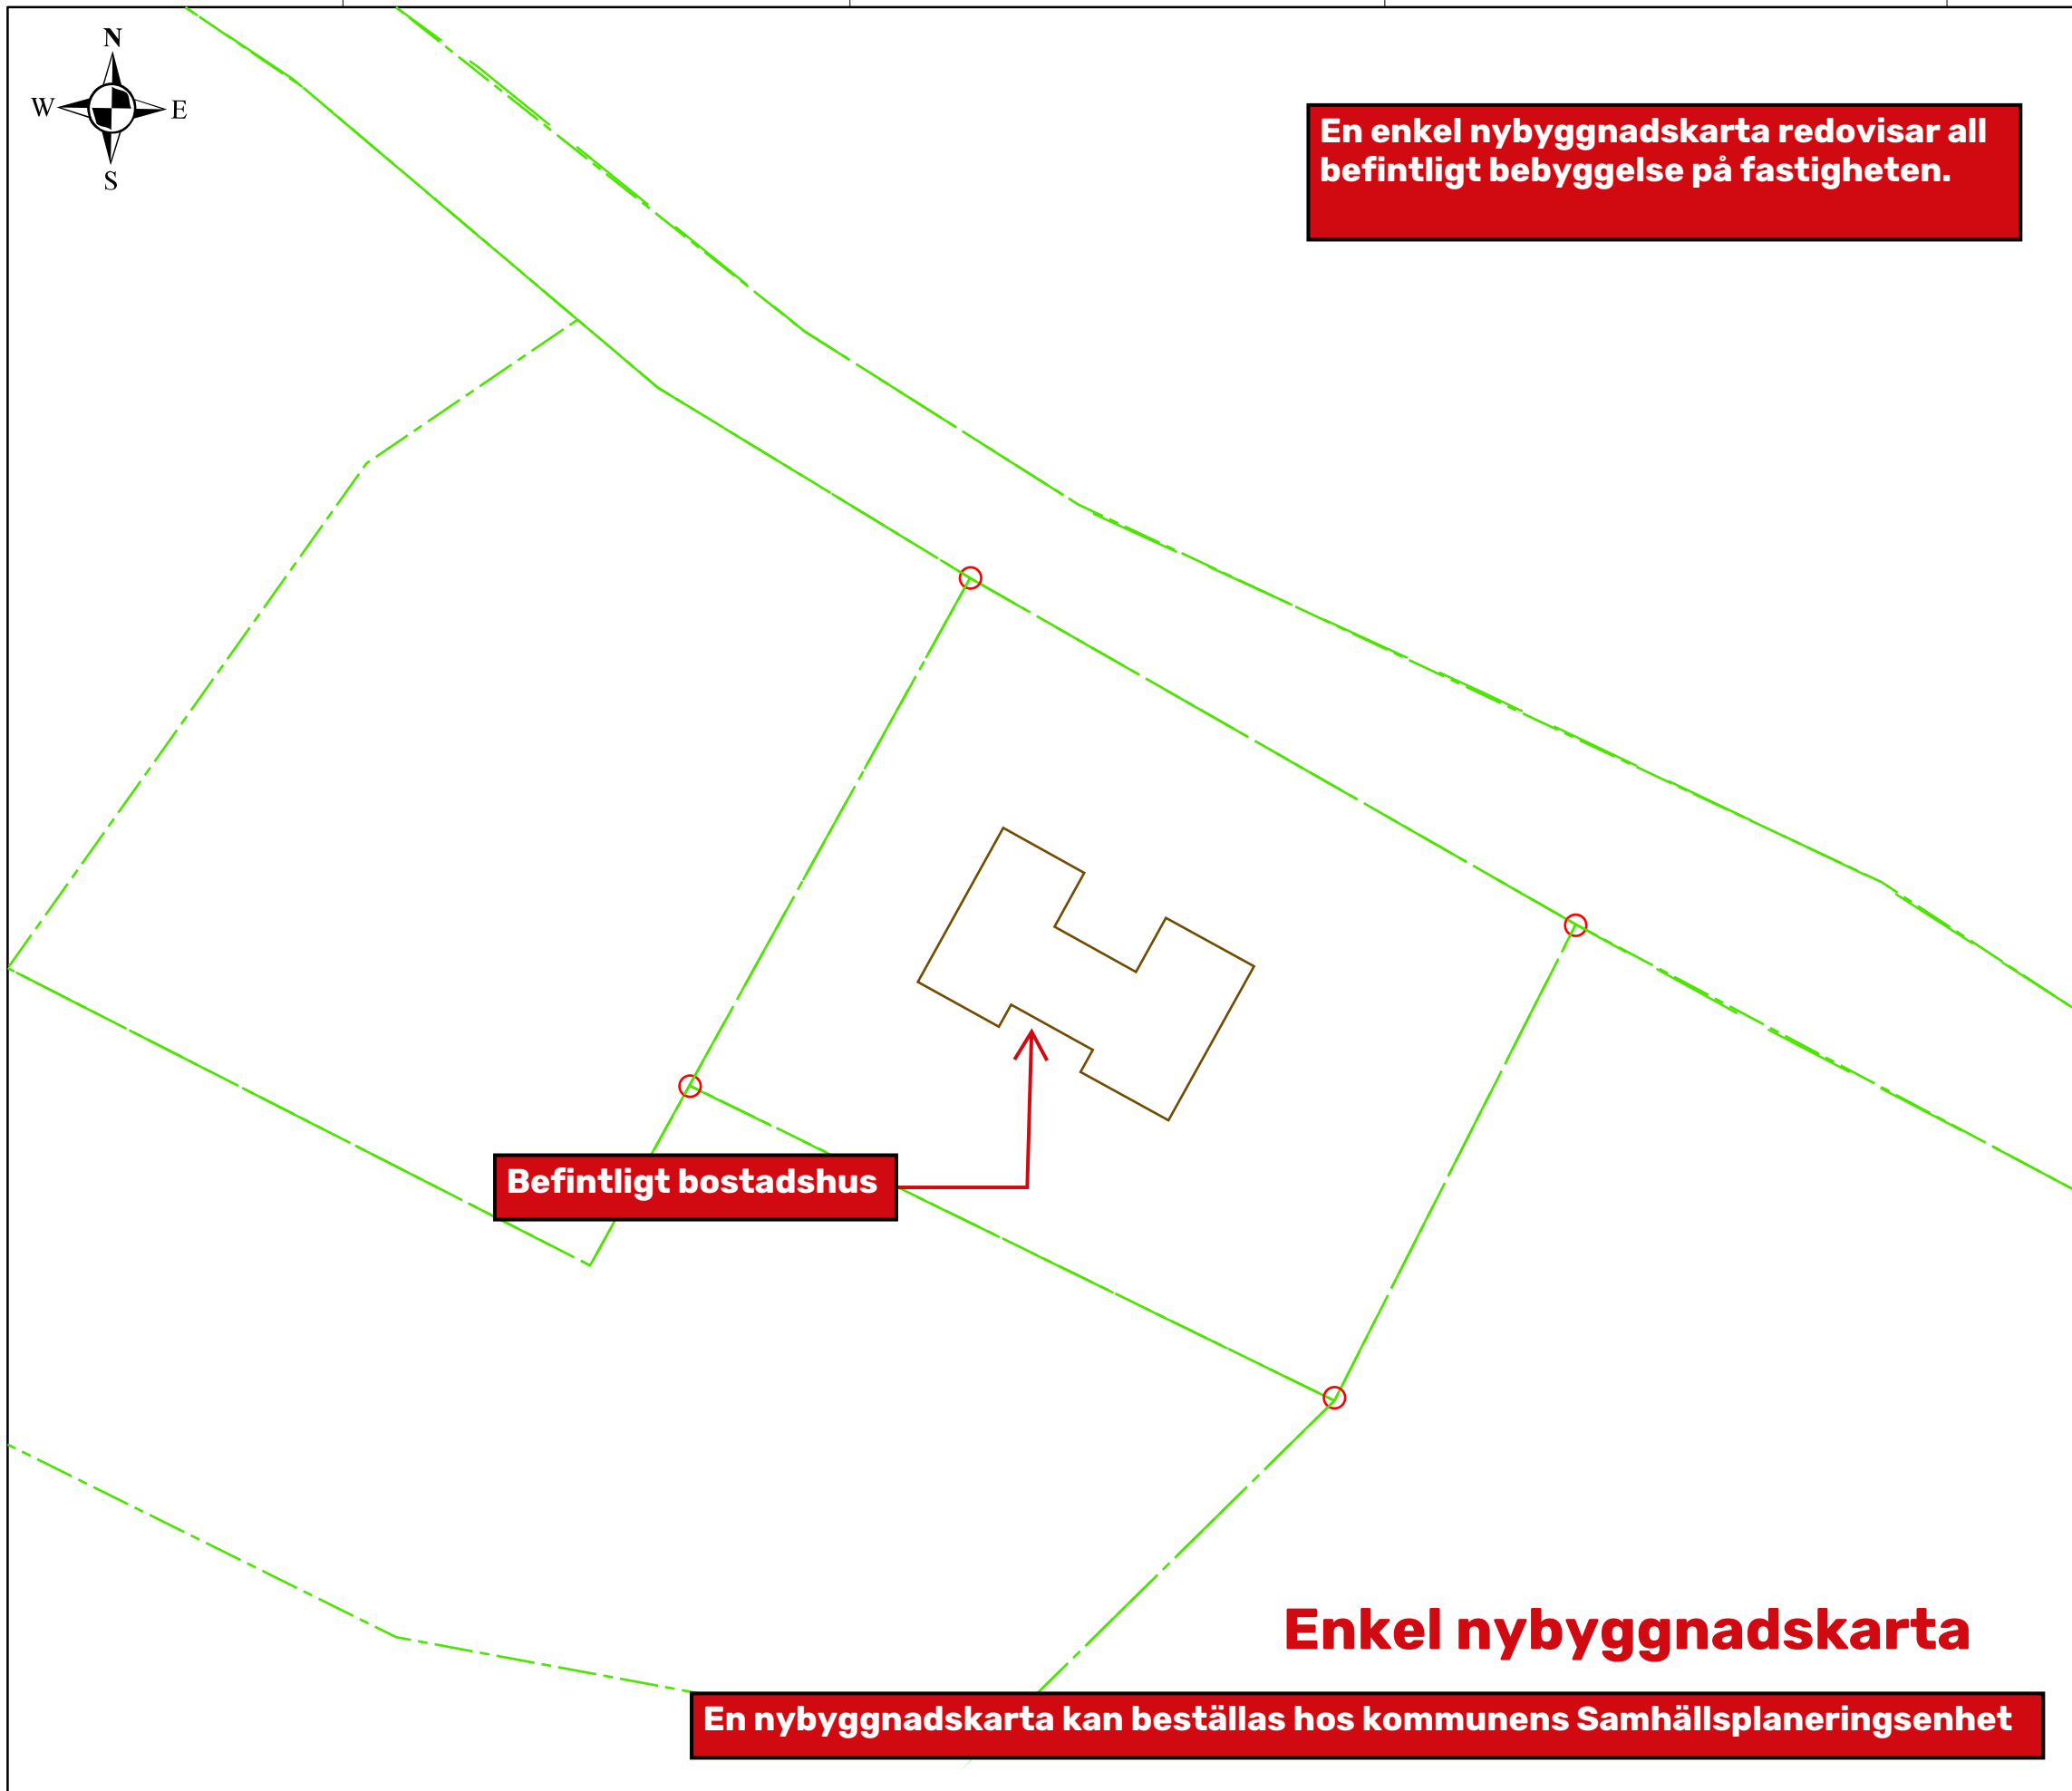 N
W
E
S
En enkel nybyggnadskarta redovisar all
befintligt bebyggelse på fastigheten.
Befintligt bostadshus
Enkel nybyggnadskarta
En nybyggnadskarta kan beställas hos kommunens Samhällsplaneringsenhet